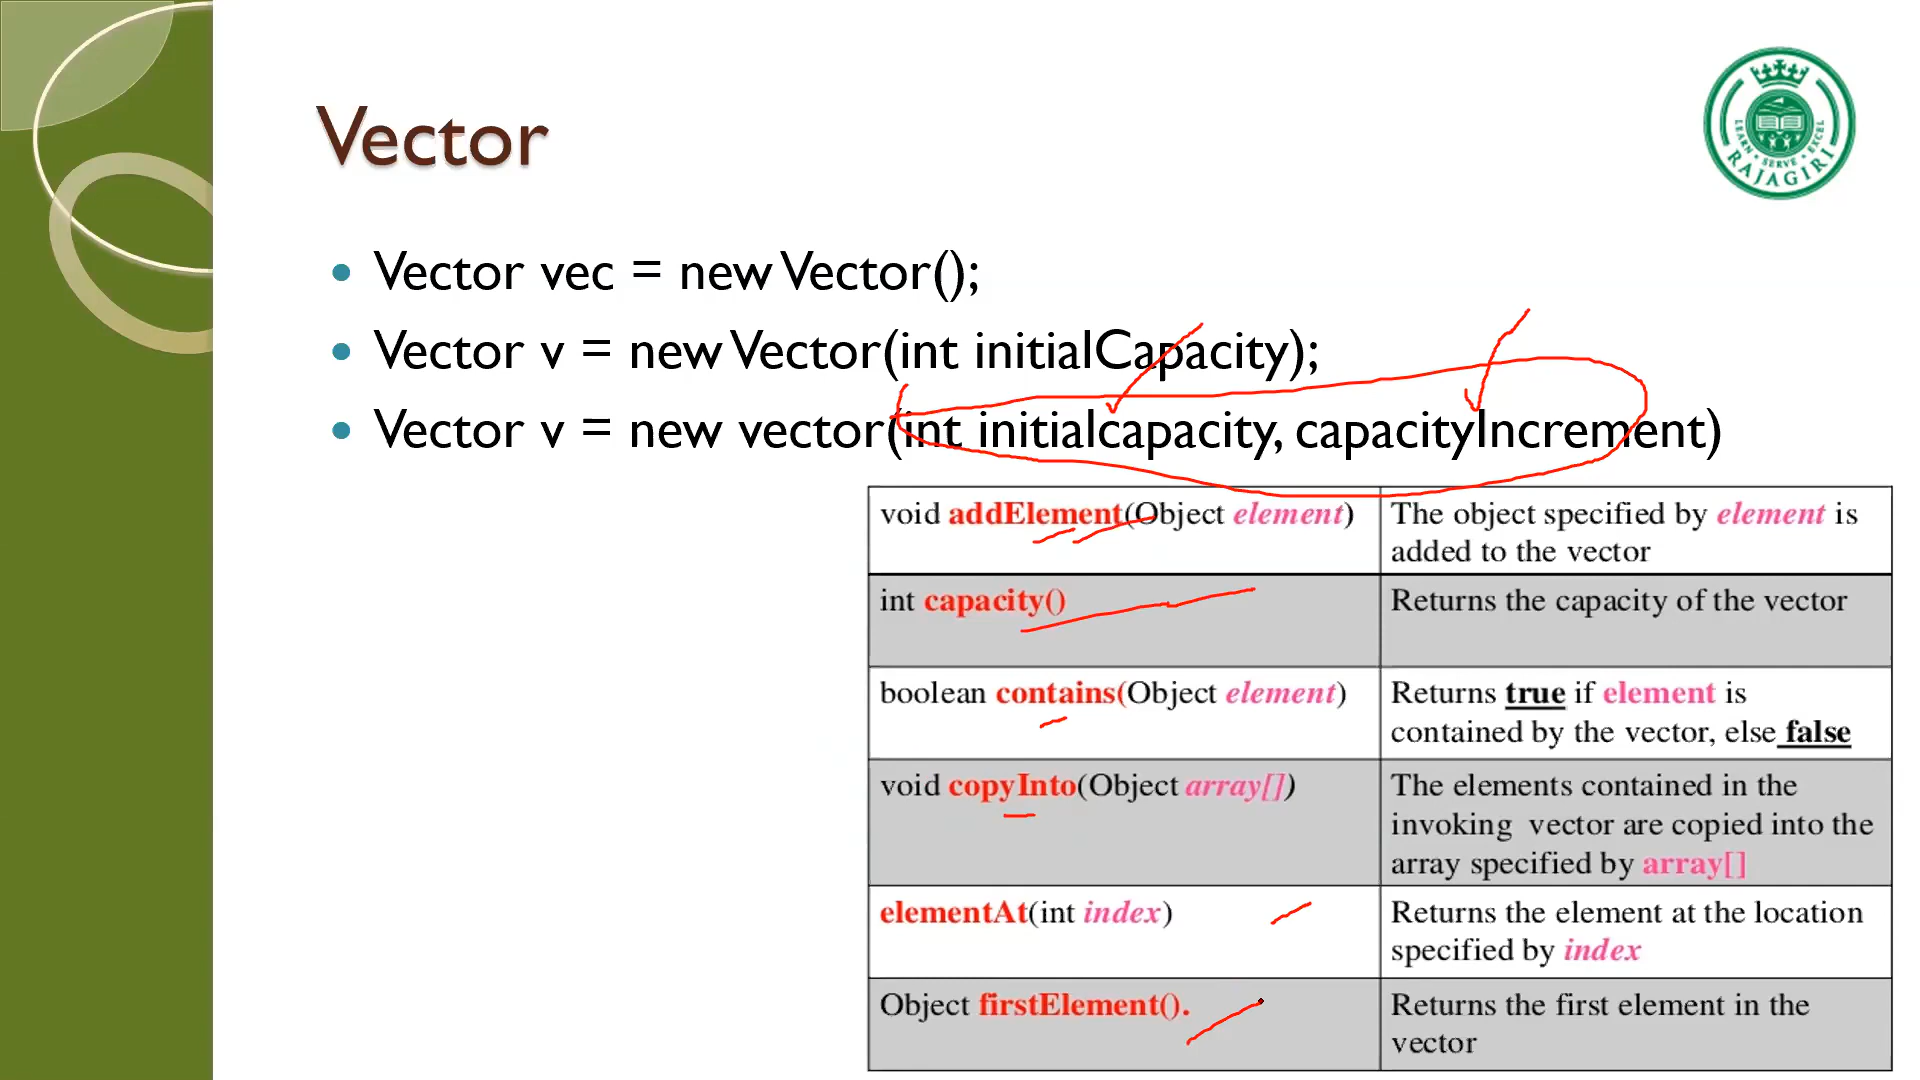 Vector
LEARN • SERVE • EXCEL
RAJAGIRI
• Vector vec = new Vector();
• Vector v = new Vector(int initialCapacity);
• Vector v = new vector(int initialcapacity, capacityIncrement)
void addElement(Object element)
The object specified by element is
added to the vector
int capacity()
Returns the capacity of the vector
boolean contains(Object element)
Returns true if element is
contained by the vector, else false
void copyInto(Object array[])
The elements contained in the
invoking vector are copied into the
array specified by array[]
elementAt(int index)
Returns the element at the location
specified by index
Object firstElement().
Returns the first element in the
vector